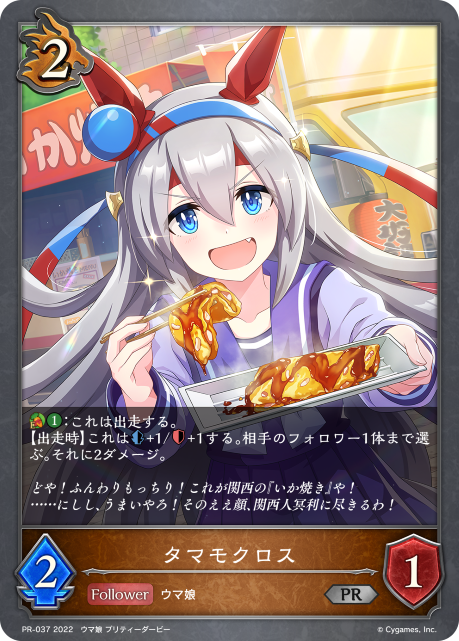 2
いか焼
大好
1:これは出走する。
【出走時】これは+1/+1する。相手のフォロワー1体まで選
ぶ。それに2ダメージ。
どや！ふんわりもっちり！これが関西の『いか焼き』や！
……にしし、うまいやろ！そのええ顔、関西人冥利に尽きるわ！
タマモクロス
2
Follower ウマ娘
PR
1
PR-037 2022 ウマ娘 プリティーダービー
© Cygames, Inc.